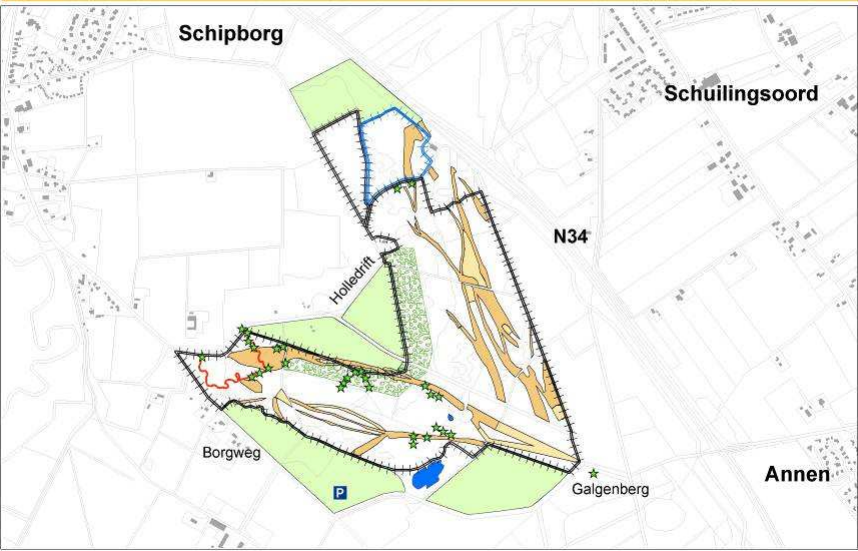 Schipborg
Schuilingsoord
N34
Holledrift
Borgweg
P
Galgenberg
Annen